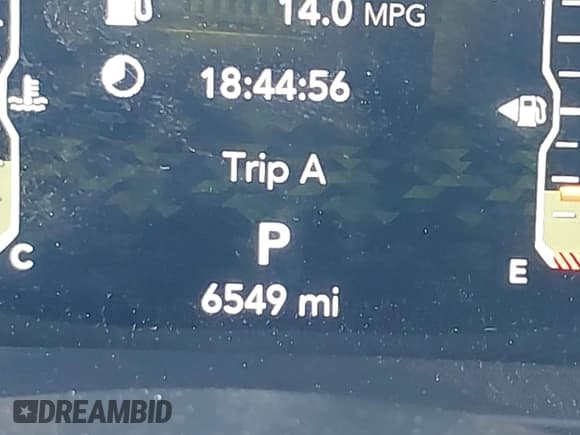 14.0 MPG
18:44:56
Trip A
P
C
E
6549 mi
DREAMBID